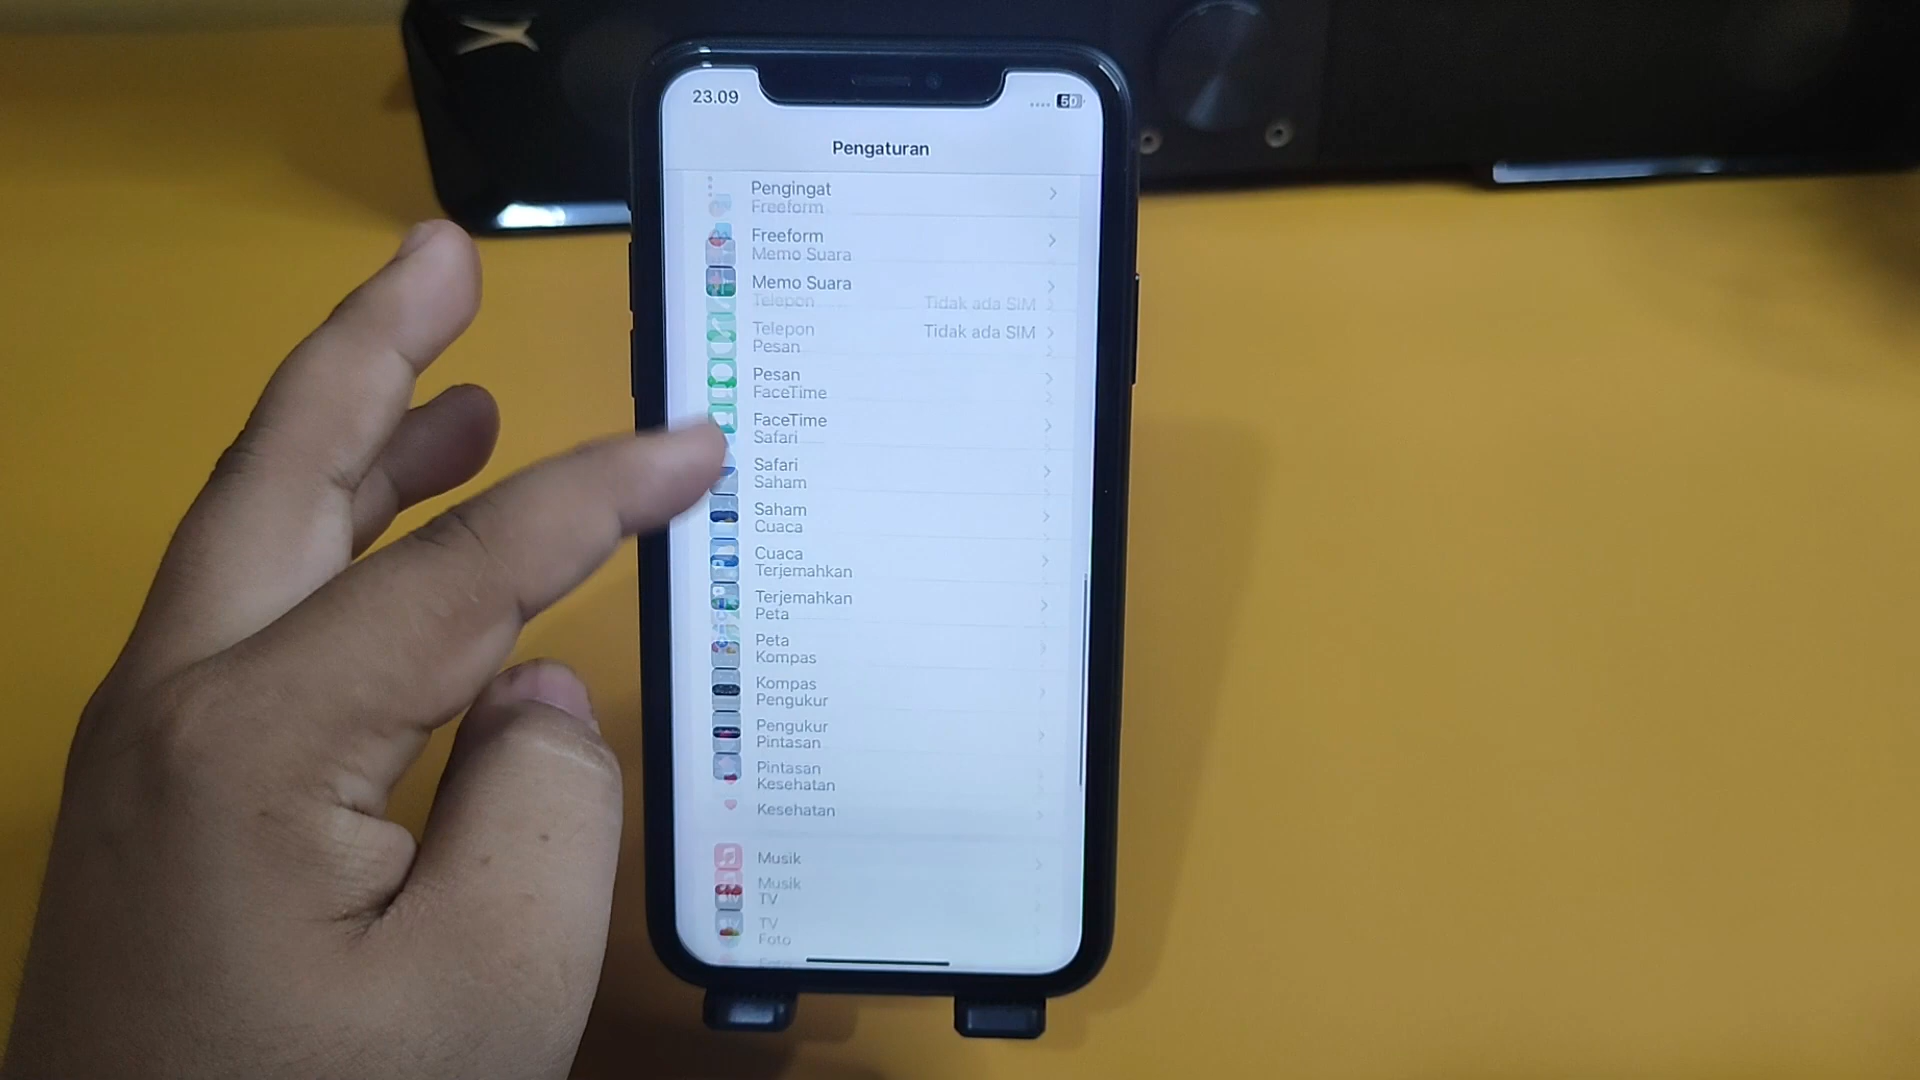 23.09
50
Pengaturan
Pengingat
Freeform
Freeform
Memo Suara
Memo Suara
Telepon Tidak ada SIM
Telepon Tidak ada SIM
Pesan
Pesan
FaceTime
FaceTime
Safari
Safari
Saham
Saham
Cuaca
Cuaca
Terjemahkan
Terjemahkan
Peta
Peta
Kompas
Kompas
Pengukur
Pengukur
Pintasan
Pintasan
Kesehatan
Kesehatan
Musik
Musik
TV
TV
Foto
Foto